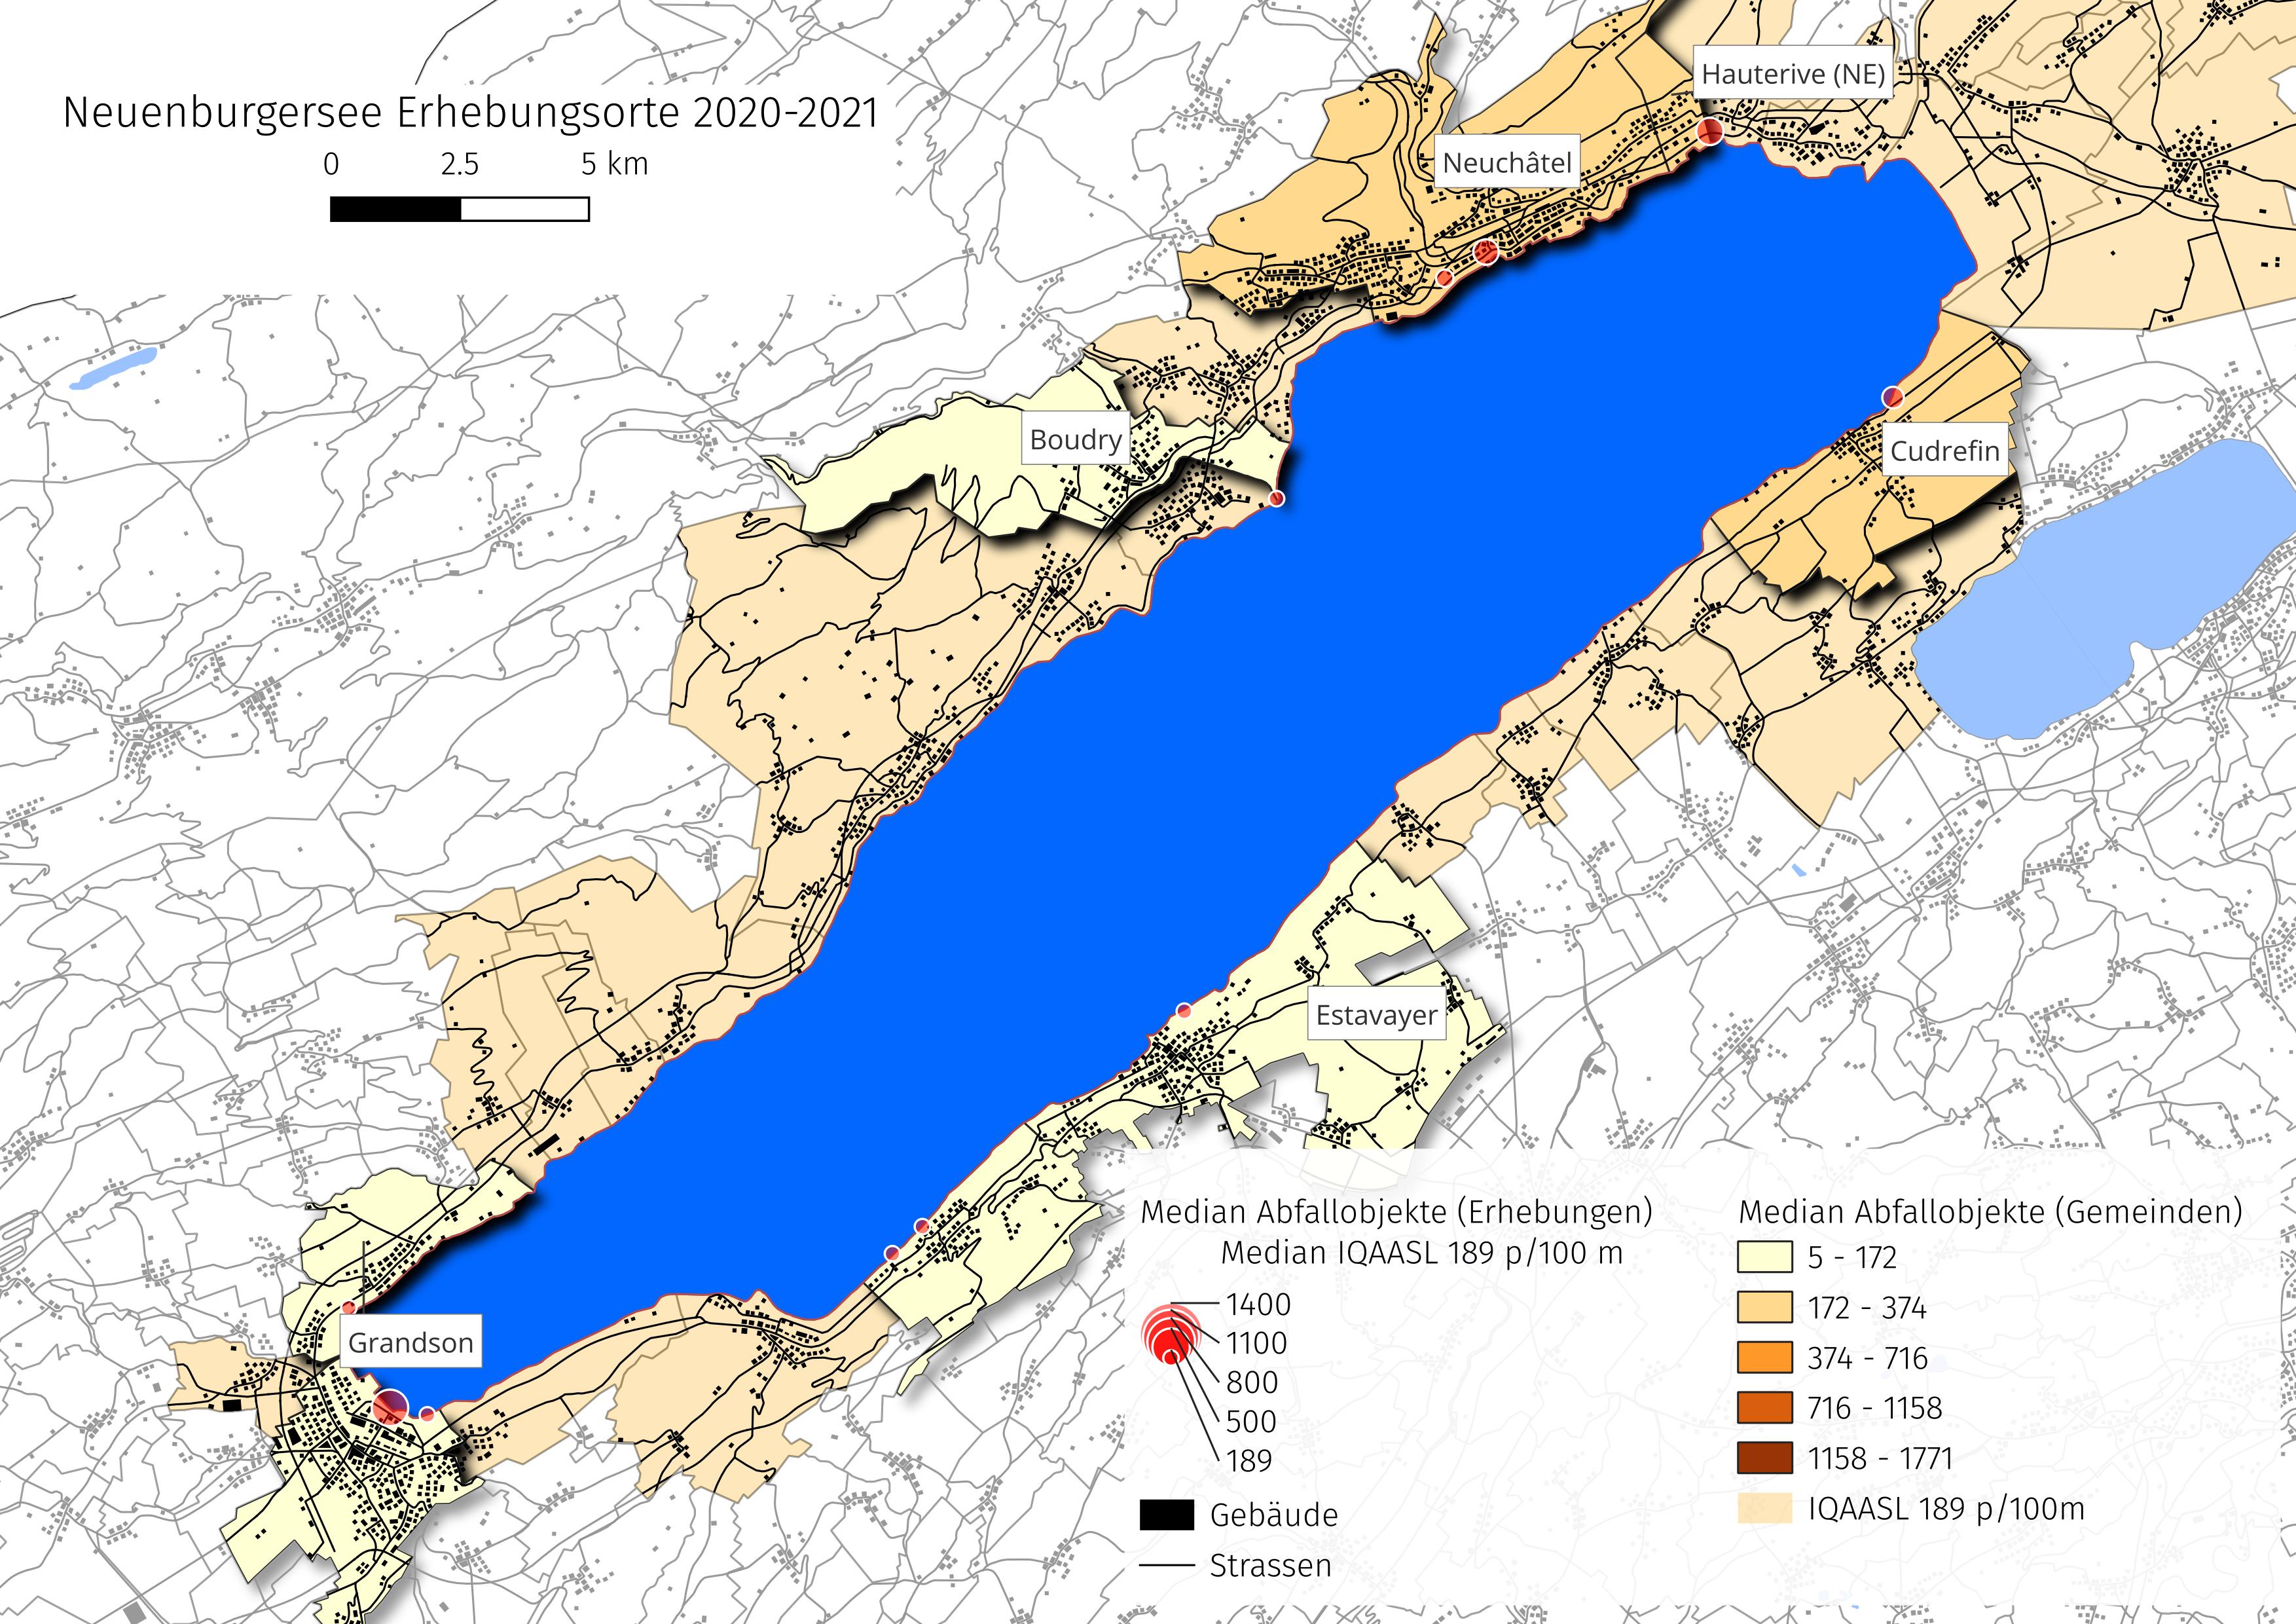 Neuenburgersee Erhebungsorte 2020-2021
0 2.5 5 km
Hauterive (NE)
Neuchâtel
Boudry
Cudrefin
Estavayer
Grandson
Median Abfallobjekte (Erhebungen)
Median IQAASL 189 p/100 m
1400
1100
800
500
189
Gebäude
Strassen
Median Abfallobjekte (Gemeinden)
5 - 172
172 - 374
374 - 716
716 - 1158
1158 - 1771
IQAASL 189 p/100m